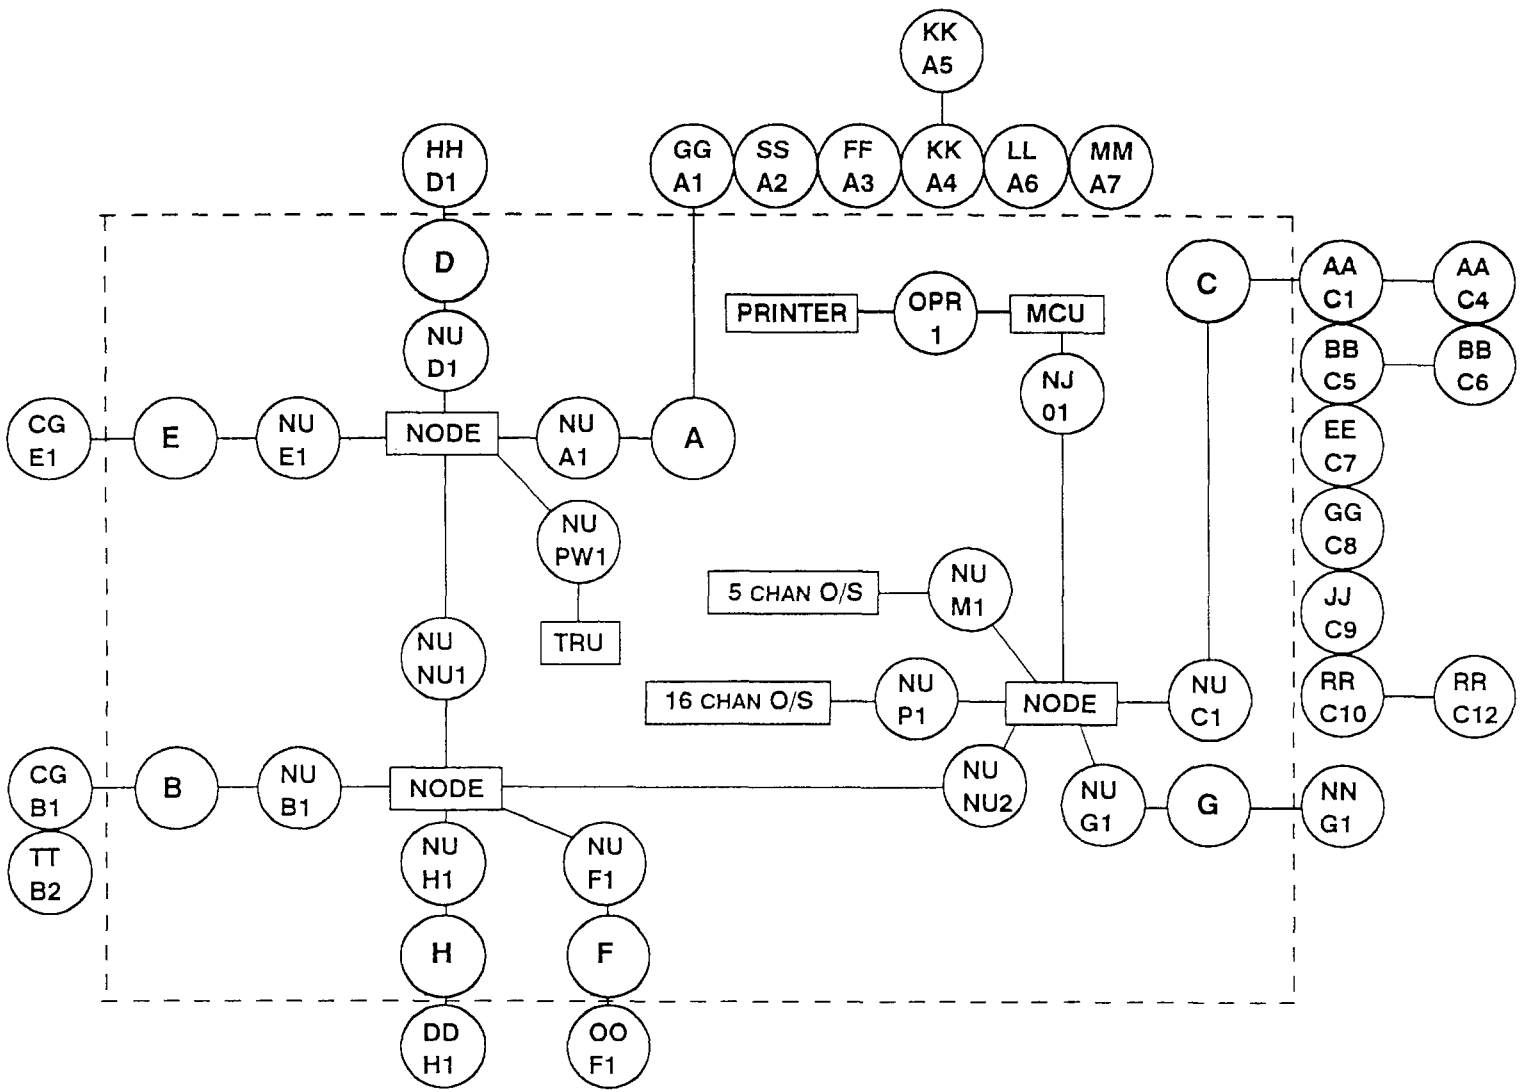 KK
A5
HH
D1
GG
A1
SS
A2
FF
A3
KK
A4
LL
A6
MM
A7
D
C
AA
C1
AA
C4
PRINTER
OPR
1
MCU
NU
D1
BB
C5
BB
C6
NJ
01
CG
E1
E
NU
E1
NODE
NU
A1
A
EE
C7
NU
PW1
GG
C8
5 CHAN O/S
NU
M1
JJ
C9
TRU
NU
NU1
16 CHAN O/S
NU
P1
NODE
NU
C1
RR
C10
RR
C12
CG
B1
B
NU
B1
NODE
NU
NU2
NU
G1
G
NN
G1
TT
B2
NU
H1
NU
F1
H
F
DD
H1
OO
F1